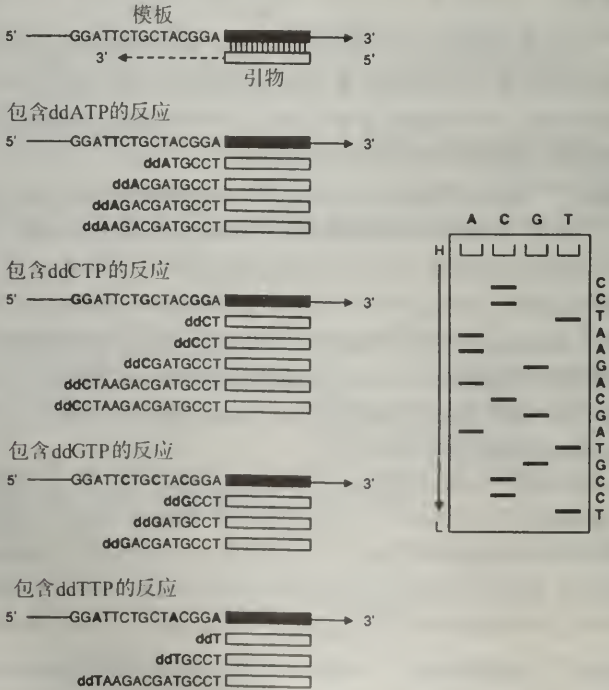 模板
5' GGATTCTGCTACGGA 3'
3' 5'
引物
包含ddATP的反应
5' GGATTCTGCTACGGA 3'
ddATGCCT
ddACGATGCCT
ddAGACGATGCCT
ddAAGACGATGCCT
包含ddCTP的反应
5' GGATTCTGCTACGGA 3'
ddCT
ddCCT
ddCGATGCCT
ddCTAAGACGATGCCT
ddCCTAAGACGATGCCT
包含ddGTP的反应
5' GGATTCTGCTACGGA 3'
ddGCCT
ddGATGCCT
ddGACGATGCCT
包含ddTTP的反应
5' GGATTCTGCTACGGA 3'
ddT
ddTGCCT
ddTAAGACGATGCCT
A C G T
H
C
C
T
A
A
G
A
C
G
A
T
G
C
C
T
L